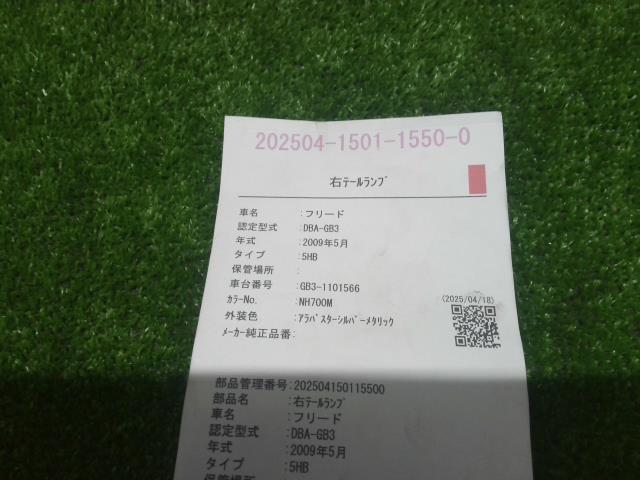 202504-1501-1550-0
右ﾃｰﾙﾗﾝﾌﾟ
車名 :フリード
認定型式 :DBA-GB3
年式 :2009年5月
タイプ :5HB
保管場所 :
車台番号 :GB3-1101566
ｶﾗｰNo. :NH700M
外装色 :ｱﾗﾊﾞｽﾀｰｼﾙﾊﾞｰﾒﾀﾘｯｸ
ﾒｰｶｰ純正品番:
(2025/04/18)
部品管理番号:202504150115500
部品名 :右ﾃｰﾙﾗﾝﾌﾟ
車名 :フリード
認定型式 :DBA-GB3
年式 :2009年5月
タイプ :5HB
保管場所